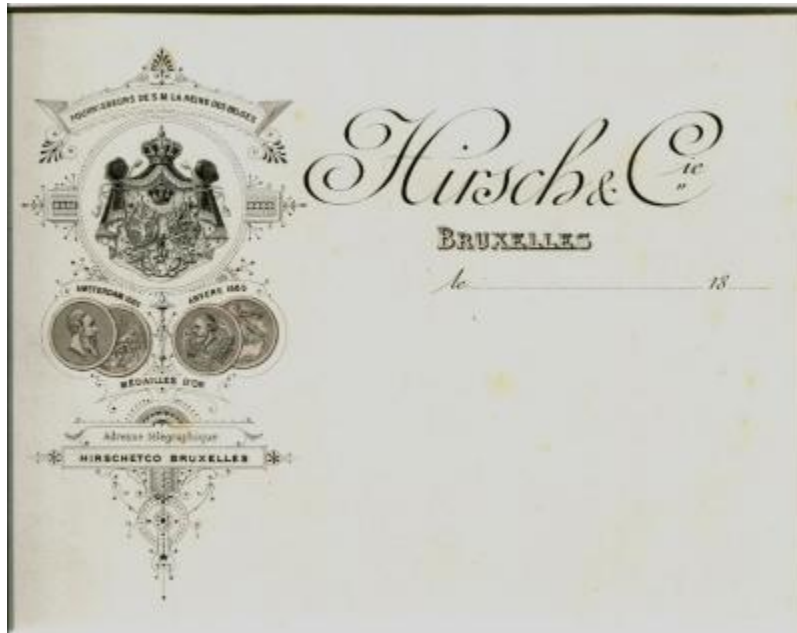 FOURNISSEURS DE S.M. LA REINE DES BELGES
Hirsch & Cie
BRUXELLES
le 18
AMSTERDAM 1883 ANVERS 1885
MÉDAILLES D'OR
Adresse télégraphique
HIRSCHETCO BRUXELLES